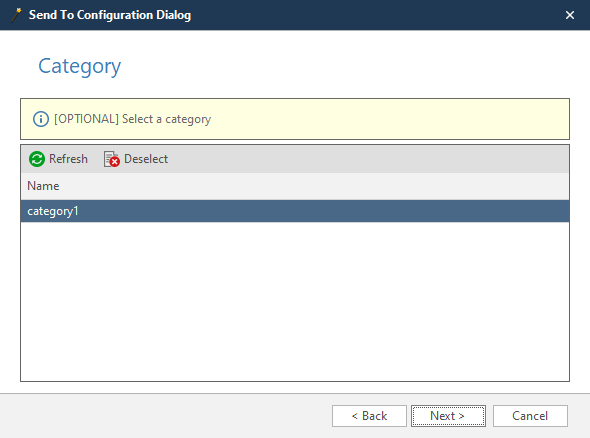 Send To Configuration Dialog
Category
[OPTIONAL] Select a category
Refresh Deselect
Name
category1
< Back Next > Cancel